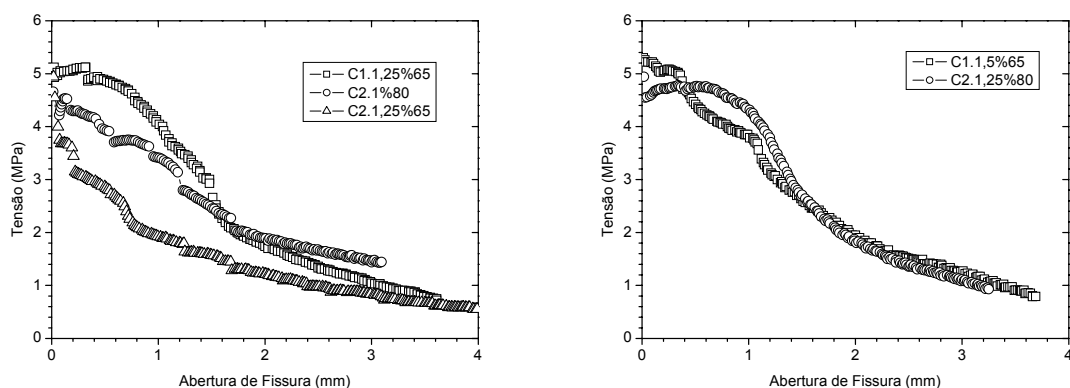 6
5
4
3
2
1
0
0 1 2 3 4
Tensão (MPa)
Abertura de Fissura (mm)
C1.1,25%65
C2.1%80
C2.1,25%65
6
5
4
3
2
1
0
0 1 2 3 4
Tensão (MPa)
Abertura de Fissura (mm)
C1.1,5%65
C2.1,25%80